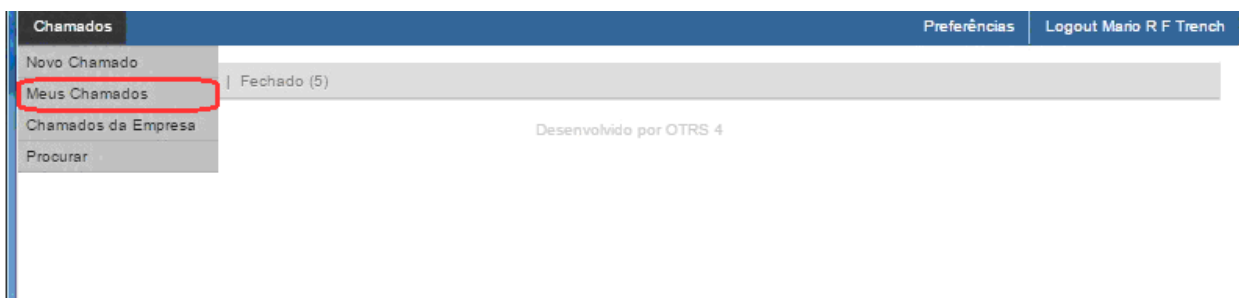 Chamados Preferências Logout Mario R F Trench
Novo Chamado
| Fechado (5)
Meus Chamados
Chamados da Empresa
Desenvolvido por OTRS 4
Procurar